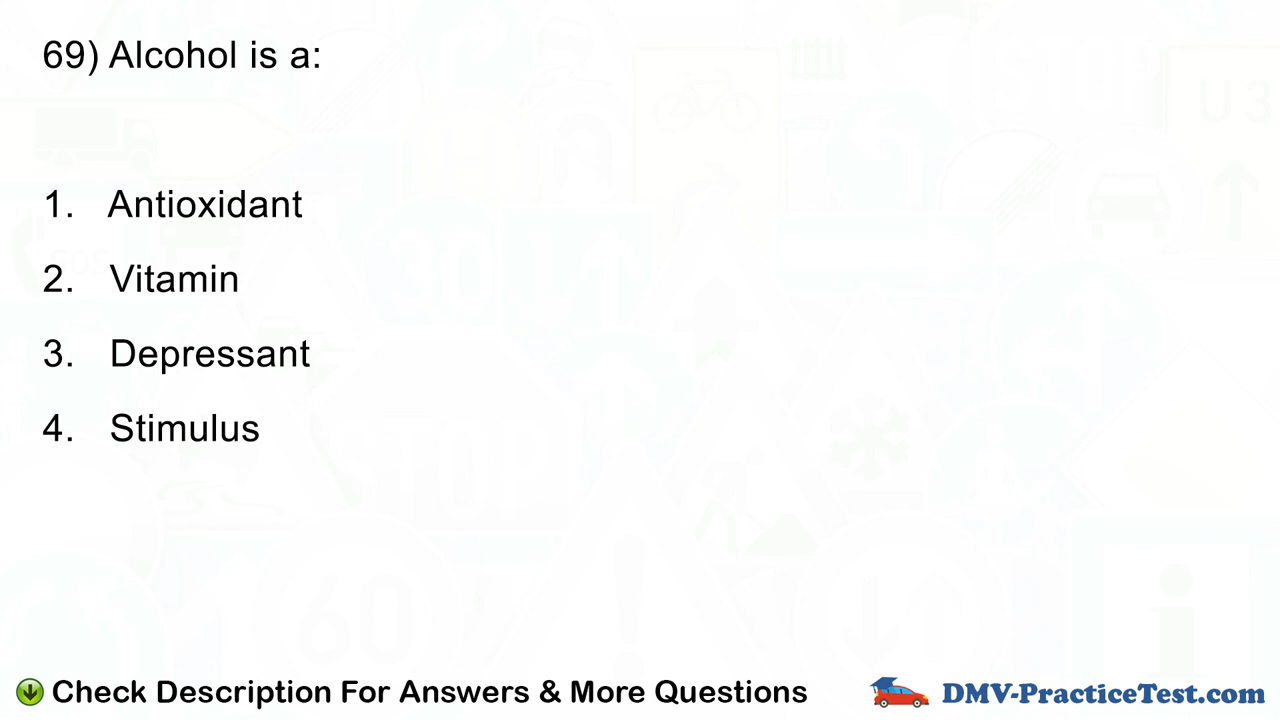 69) Alcohol is a:
1. Antioxidant
2. Vitamin
3. Depressant
4. Stimulus
Check Description For Answers & More Questions
DMV-PracticeTest.com